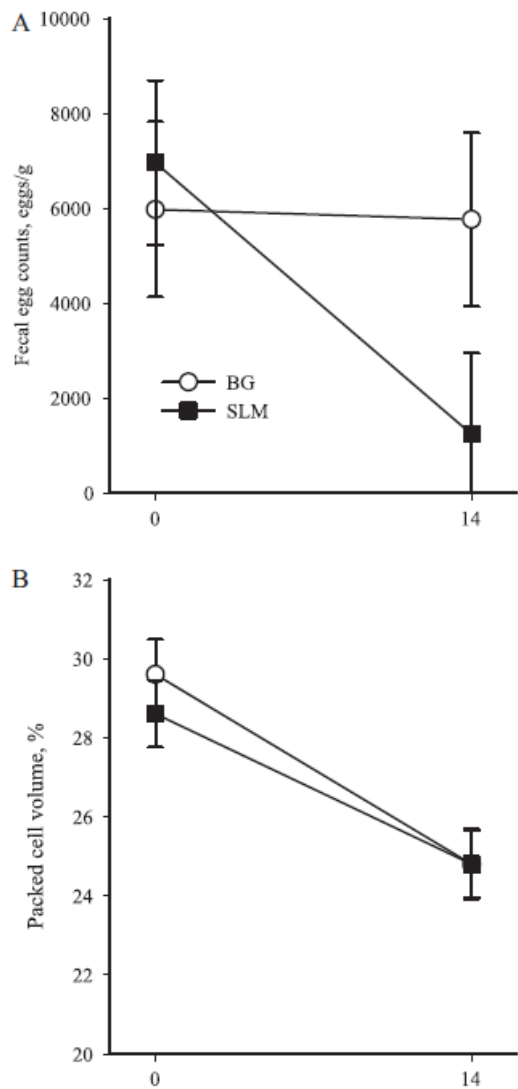 A
10000
8000
6000
4000
2000
0
Fecal egg counts, eggs/g
BG
SLM
0 14
B
32
30
28
26
24
22
20
Packed cell volume, %
0 14